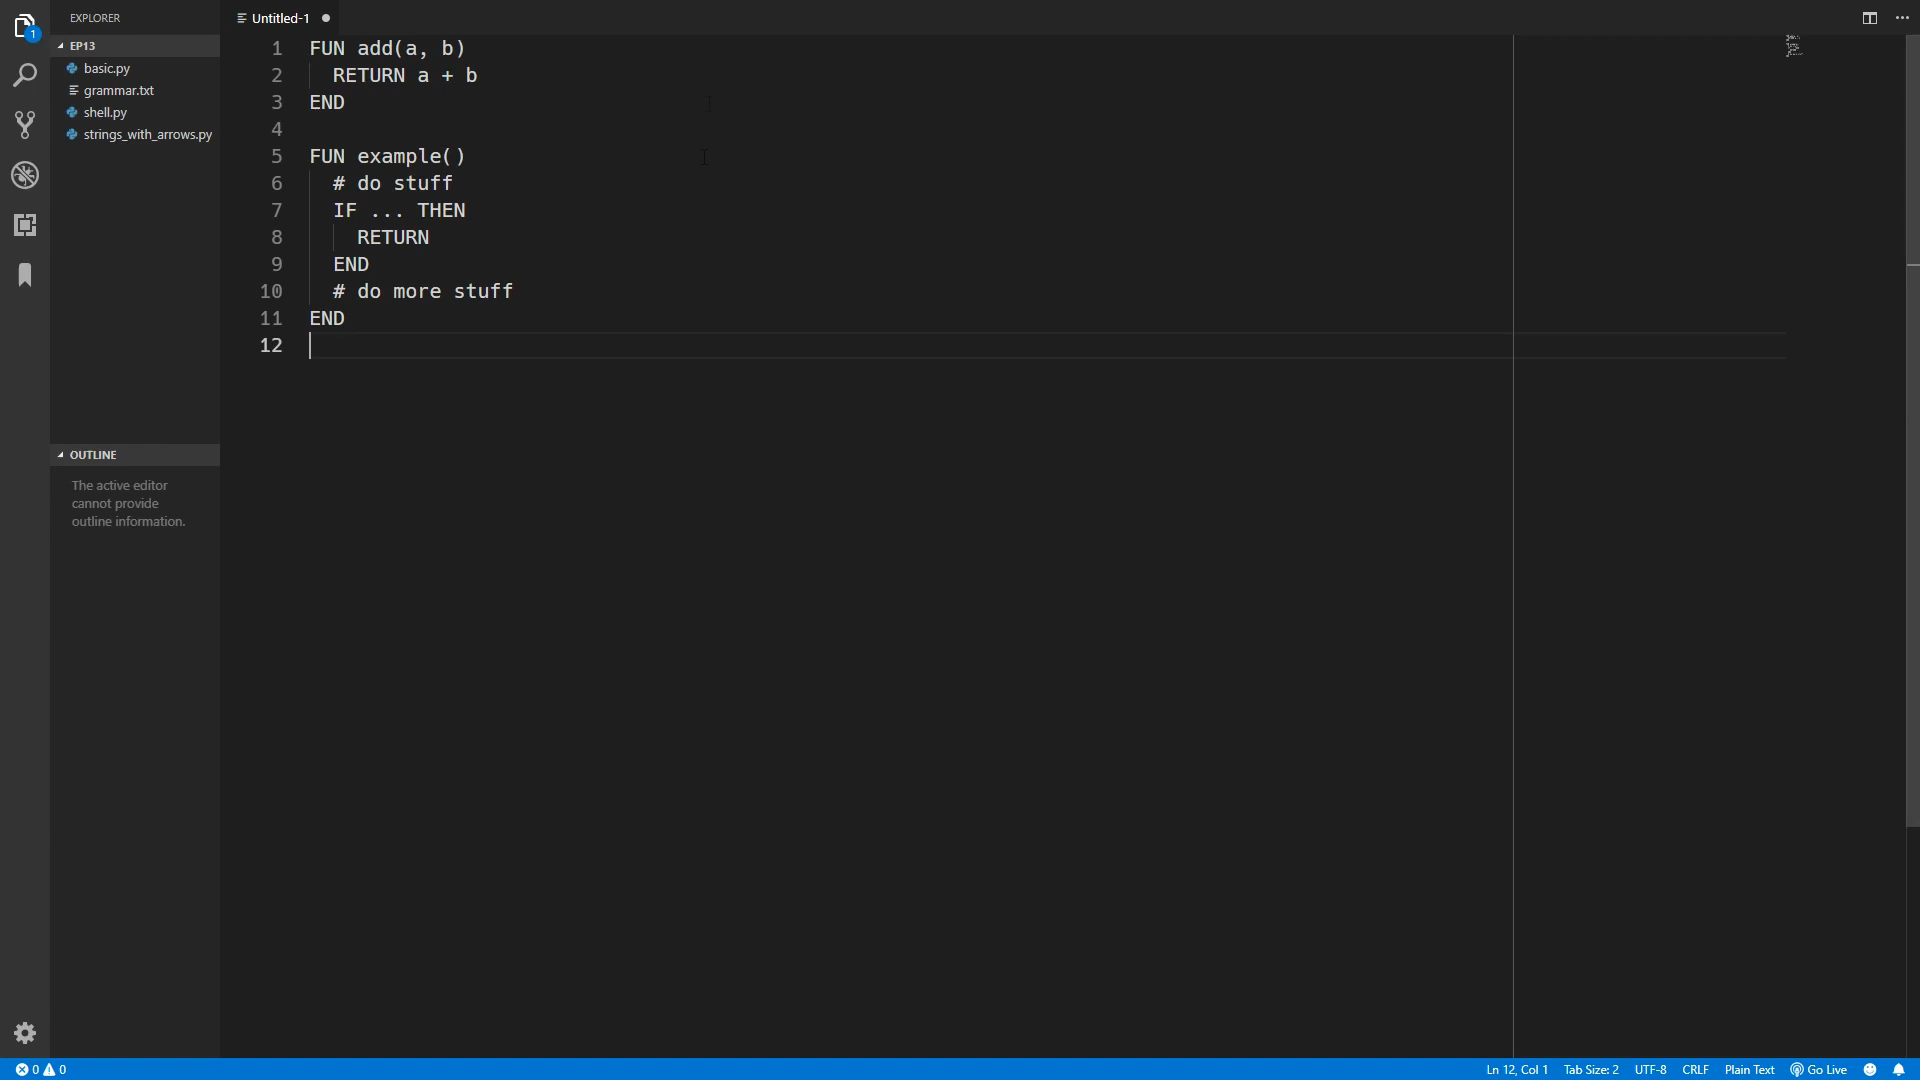 EXPLORER
EP13
basic.py
grammar.txt
shell.py
strings_with_arrows.py
OUTLINE
The active editor
cannot provide
outline information.
1
Untitled-1
1 FUN add(a, b)
2 RETURN a + b
3 END
4
5 FUN example()
6 # do stuff
7 IF ... THEN
8 RETURN
9 END
10 # do more stuff
11 END
12
0 0
Ln 12, Col 1 Tab Size: 2 UTF-8 CRLF Plain Text Go Live